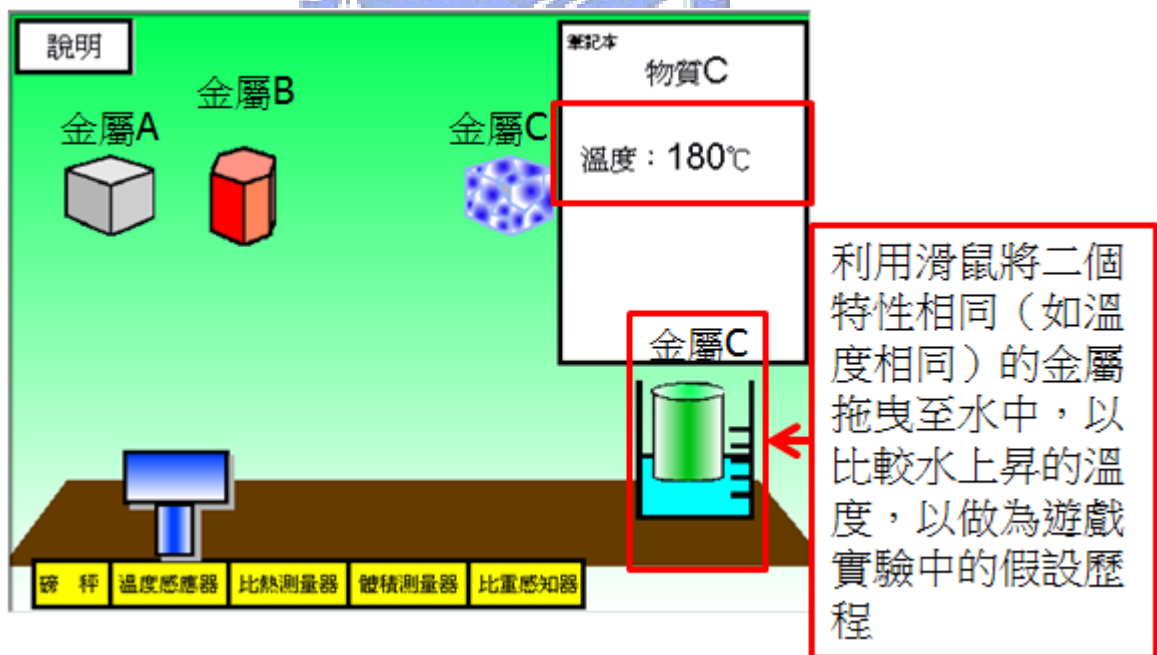 說明
金屬A
金屬B
金屬C
筆記本
物質C
溫度：180℃
金屬C
磅 秤
溫度感應器
比熱測量器
體積測量器
比重感知器
利用滑鼠將二個
特性相同（如溫
度相同）的金屬
拖曳至水中，以
比較水上昇的溫
度，以做為遊戲
實驗中的假設歷
程